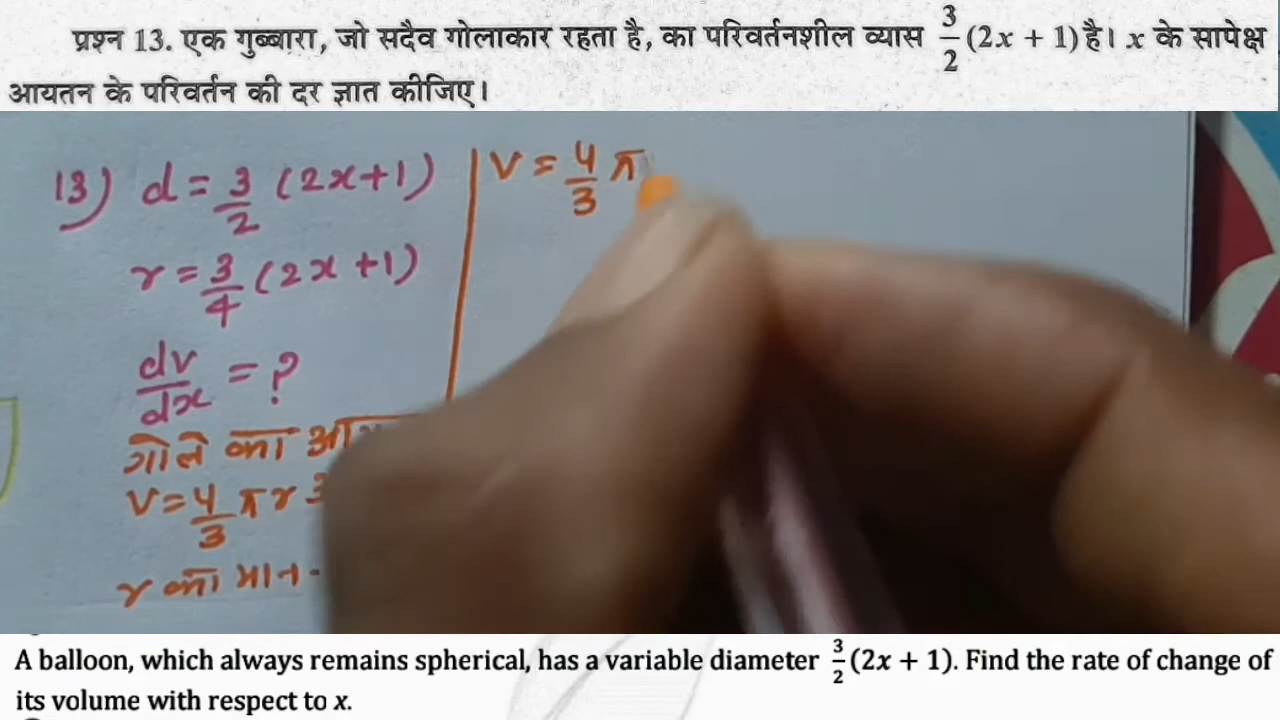 प्रश्न 13. एक गुब्बारा, जो सदैव गोलाकार रहता है, का परिवर्तनशील व्यास 3/2 (2x + 1) है। x के सापेक्ष
आयतन के परिवर्तन की दर ज्ञात कीजिए।
13) d = 3/2 (2x+1)
r = 3/4 (2x+1)
dv/dx = ?
गोले का
V = 4/3 πr3
r का मान
V = 4/3 π
A balloon, which always remains spherical, has a variable diameter 3/2 (2x + 1). Find the rate of change of
its volume with respect to x.